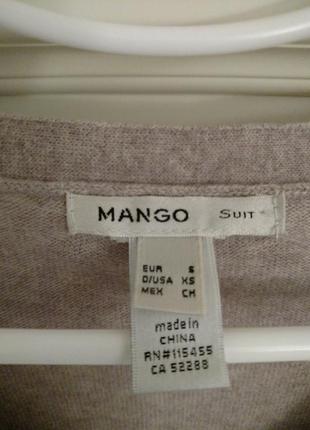 MANGO SUIT
EUR S
D/USA XS
MEX CH
made in
CHINA
RN#115455
CA 52288